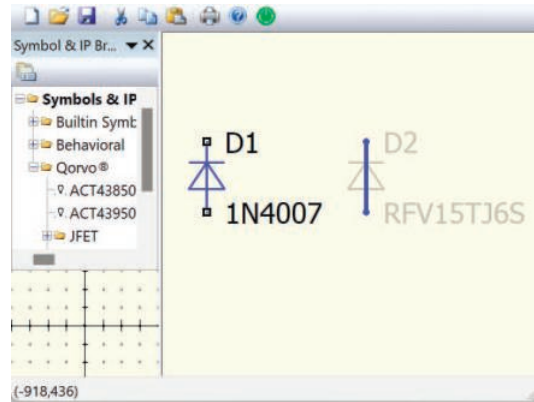 Symbol & IP Br...
Symbols & IP
Builtin Symb
Behavioral
Qorvo®
ACT43850
ACT43950
JFET
D1
1N4007
D2
RFV15TJ6S
(-918,436)